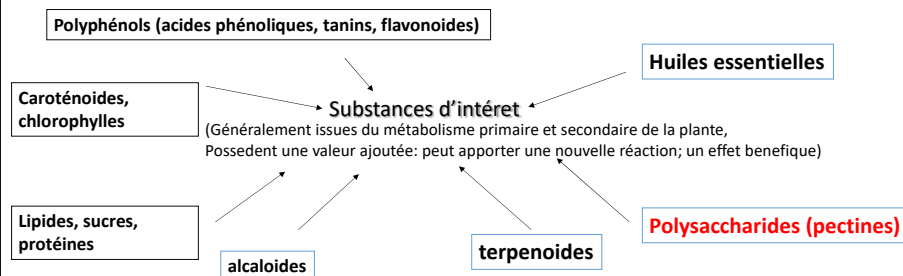 Polyphénols (acides phénoliques, tanins, flavonoides)
Huiles essentielles
Caroténoides,
chlorophylles
Substances d'intéret
(Généralement issues du métabolisme primaire et secondaire de la plante,
Possedent une valeur ajoutée: peut apporter une nouvelle réaction; un effet benefique)
Lipides, sucres,
protéines
alcaloides
terpenoides
Polysaccharides (pectines)